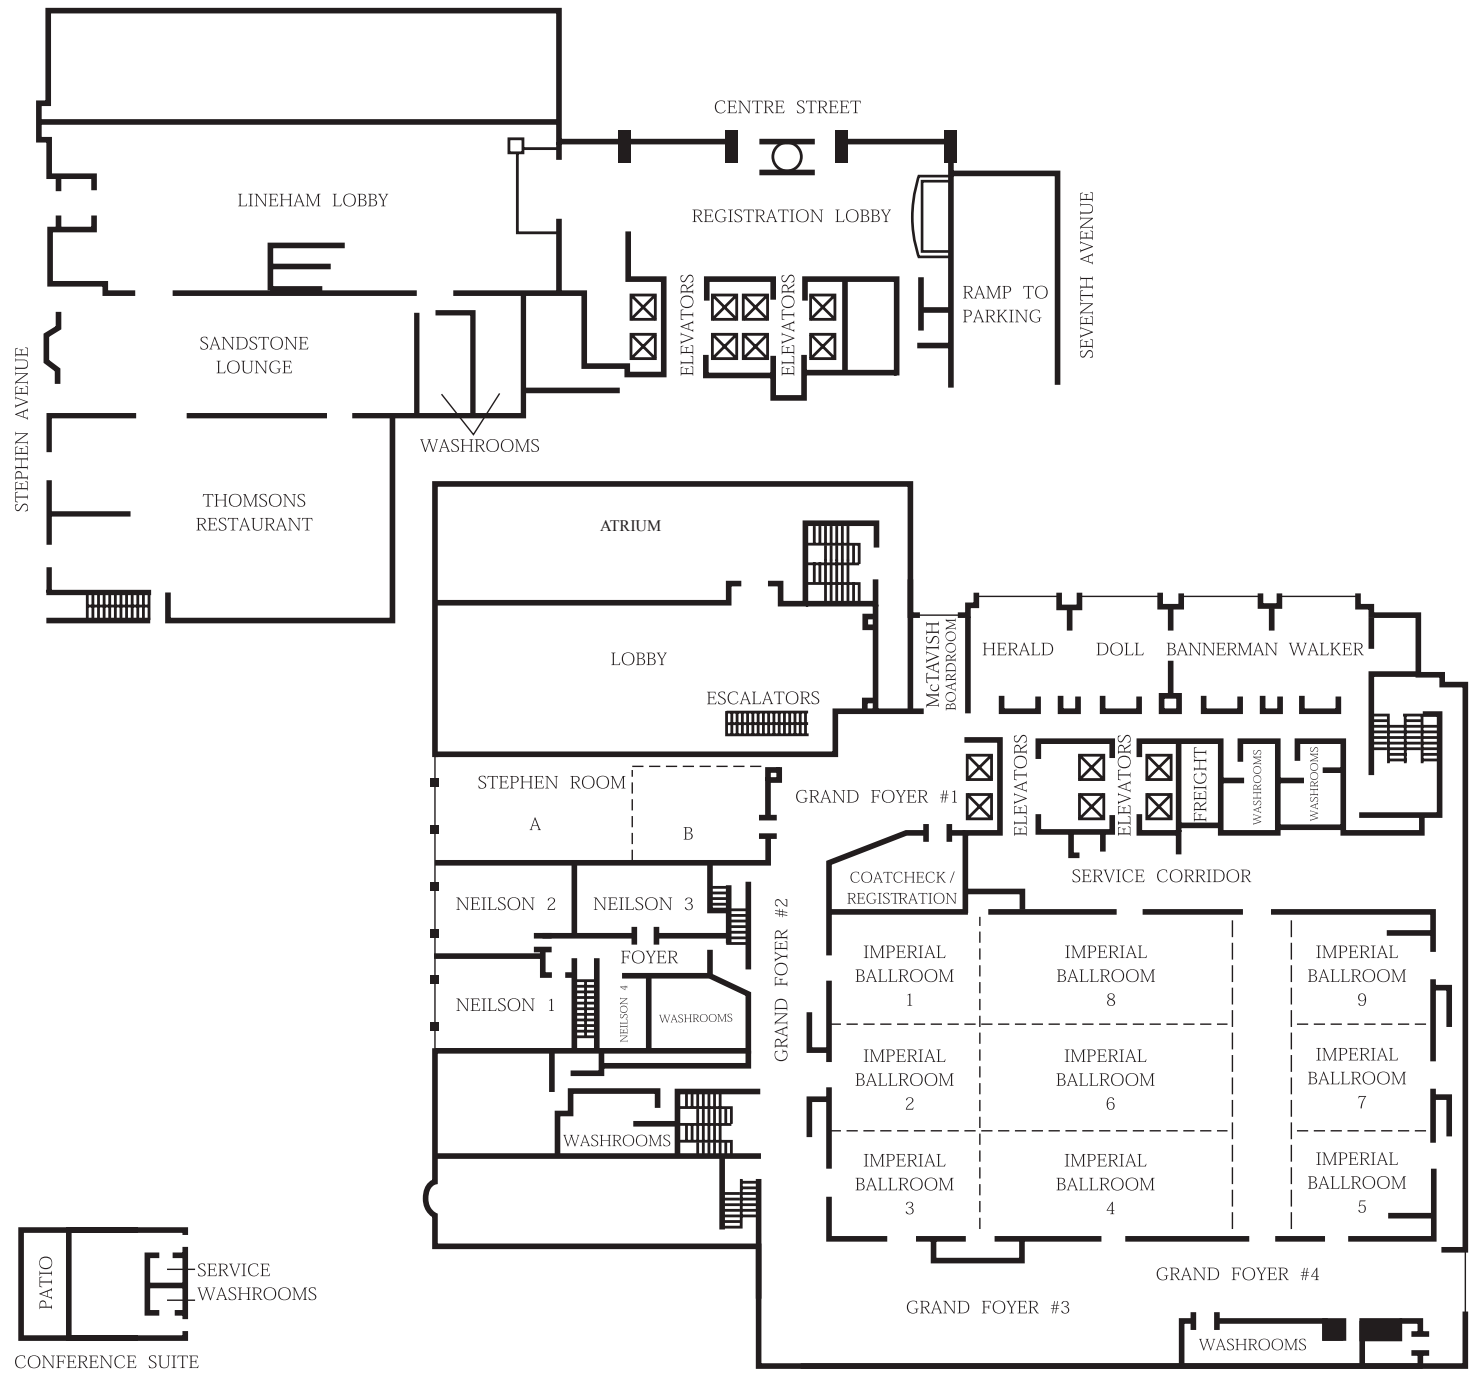 CENTRE STREET
LINEHAM LOBBY
REGISTRATION LOBBY
SEVENTH AVENUE
RAMP TO
PARKING
ELEVATORS
ELEVATORS
SANDSTONE
LOUNGE
STEPHEN AVENUE
WASHROOMS
THOMSONS
RESTAURANT
ATRIUM
LOBBY
ESCALATORS
McTAVISH
BOARDROOM
HERALD
DOLL
BANNERMAN
WALKER
STEPHEN ROOM
A
B
GRAND FOYER #1
ELEVATORS
ELEVATORS
FREIGHT
WASHROOMS
WASHROOMS
COATCHECK /
REGISTRATION
SERVICE CORRIDOR
NEILSON 2
NEILSON 3
FOYER
GRAND FOYER #2
NEILSON 1
NEILSON 4
WASHROOMS
IMPERIAL
BALLROOM
1
IMPERIAL
BALLROOM
8
IMPERIAL
BALLROOM
9
IMPERIAL
BALLROOM
2
IMPERIAL
BALLROOM
6
IMPERIAL
BALLROOM
7
WASHROOMS
IMPERIAL
BALLROOM
3
IMPERIAL
BALLROOM
4
IMPERIAL
BALLROOM
5
GRAND FOYER #4
GRAND FOYER #3
WASHROOMS
PATIO
SERVICE
WASHROOMS
CONFERENCE SUITE